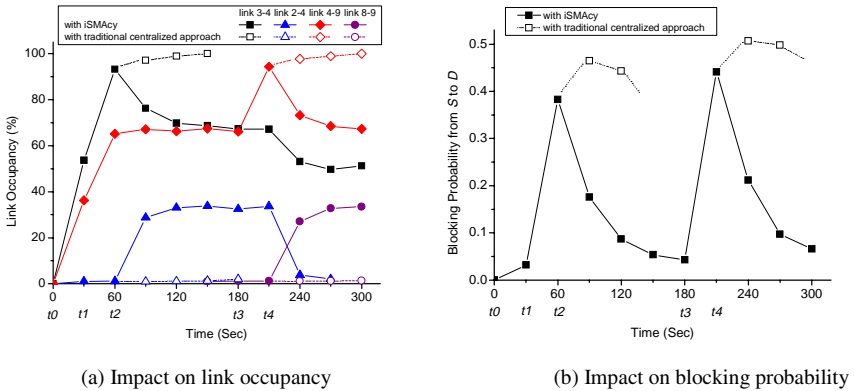 link 3-4 link 2-4 link 4-9 link 8-9
with iSMAcy
with traditional centralized approach
Link Occupancy (%)
100
80
60
40
20
0
0 60 120 180 240 300
t0 t1 t2 t3 t4
Time (Sec)
(a) Impact on link occupancy
with iSMAcy
with traditional centralized approach
Blocking Probability from S to D
0.5
0.4
0.3
0.2
0.1
0.0
0 60 120 180 240 300
t0 t1 t2 t3 t4
Time (Sec)
(b) Impact on blocking probability